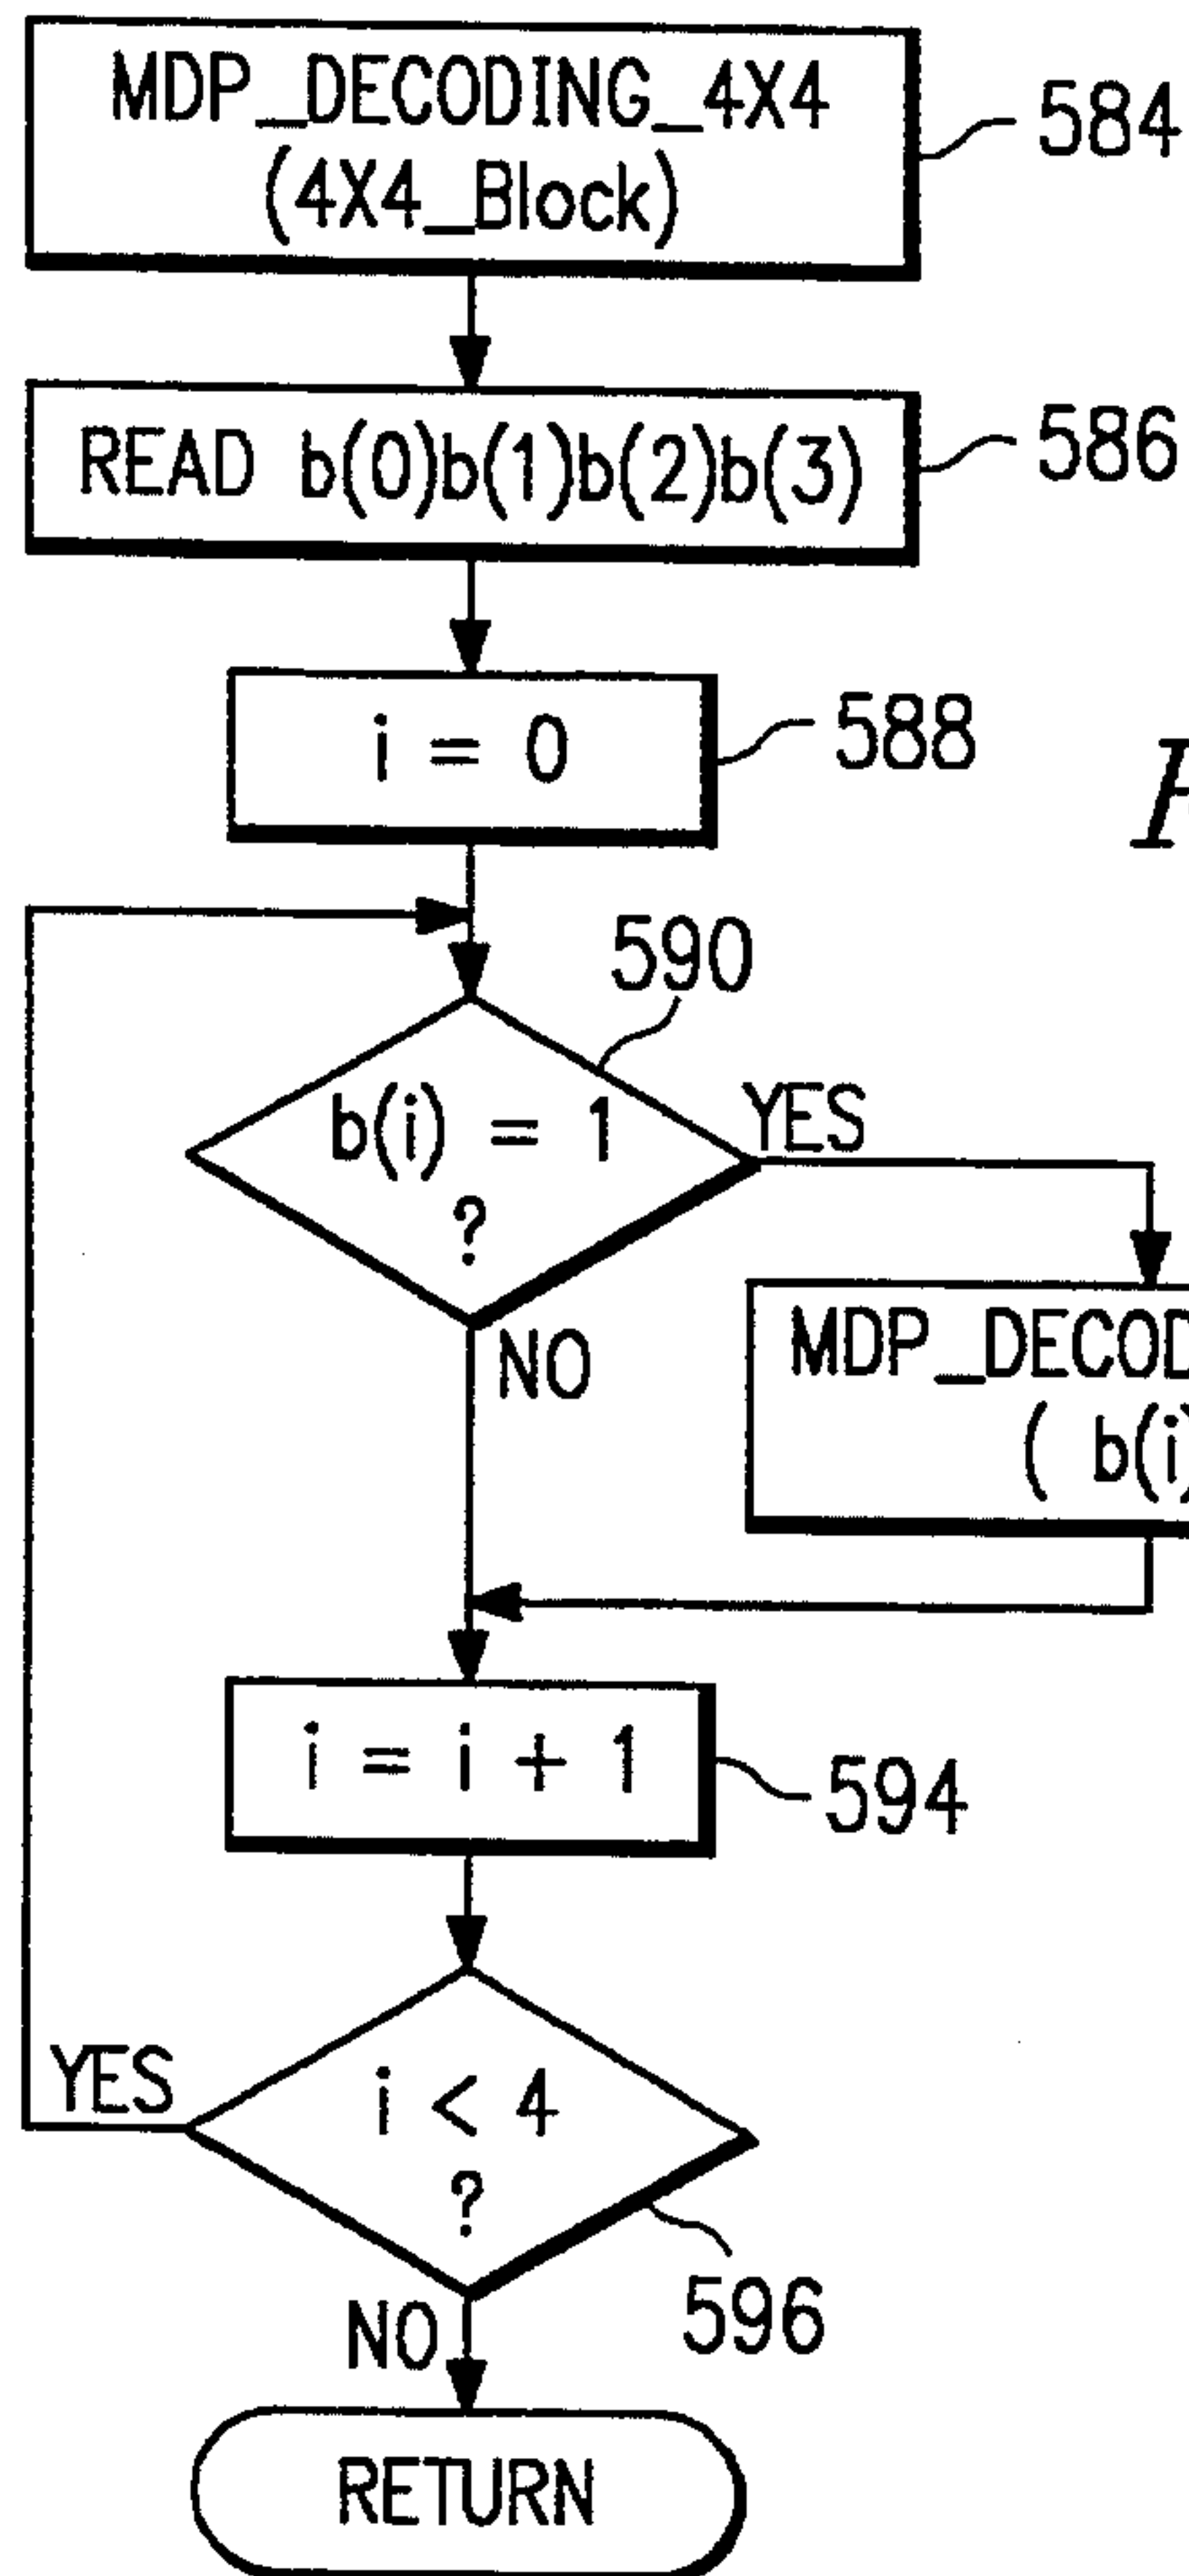 MDP_DECODING_4X4
(4X4_Block)
584
READ b(0)b(1)b(2)b(3)
586
i = 0
588
590
b(i) = 1
?
YES
NO
( b(i)
i = i + 1
594
i < 4
?
YES
NO
596
RETURN